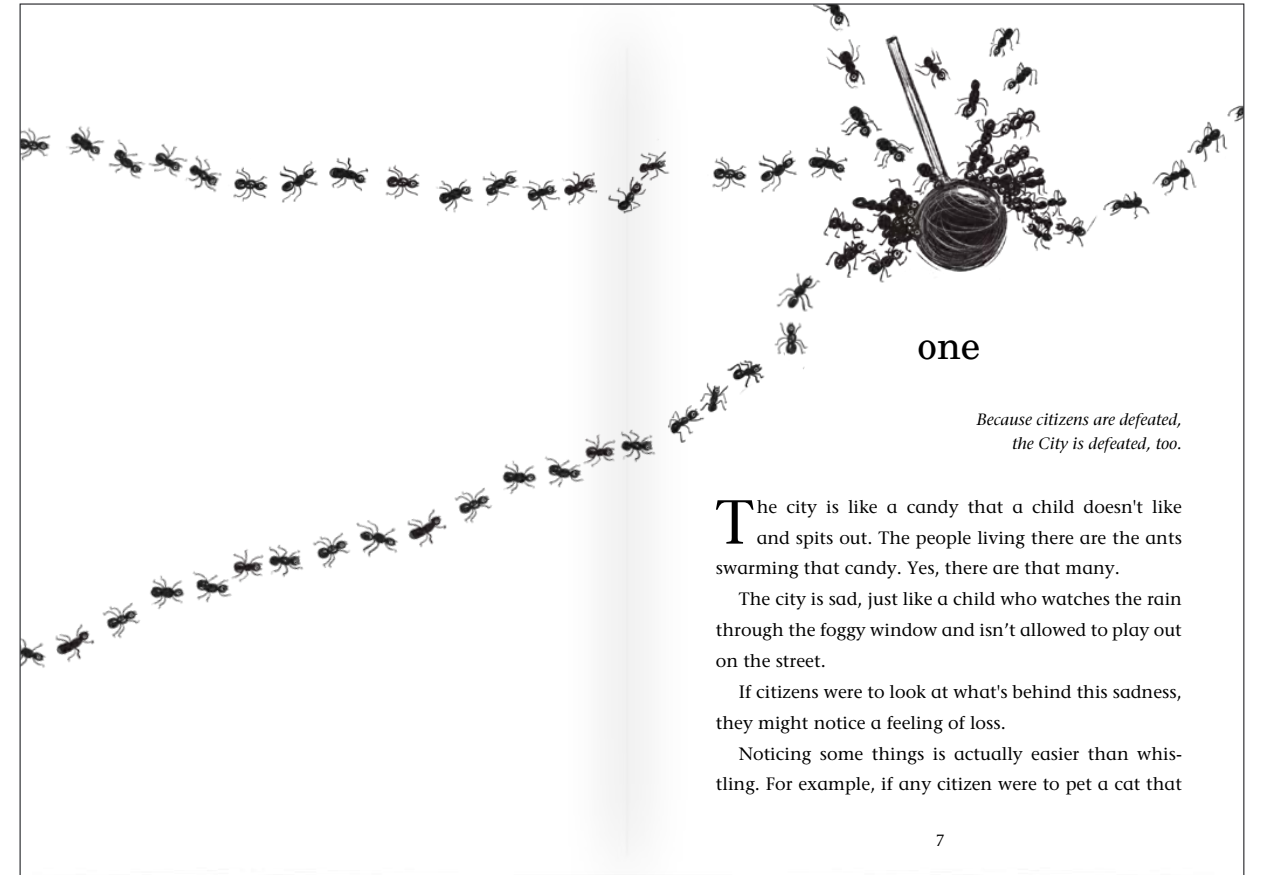 one
Because citizens are defeated,
the City is defeated, too.
The city is like a candy that a child doesn't like
and spits out. The people living there are the ants
swarming that candy. Yes, there are that many.
The city is sad, just like a child who watches the rain
through the foggy window and isn’t allowed to play out
on the street.
If citizens were to look at what's behind this sadness,
they might notice a feeling of loss.
Noticing some things is actually easier than whis-
tling. For example, if any citizen were to pet a cat that
7